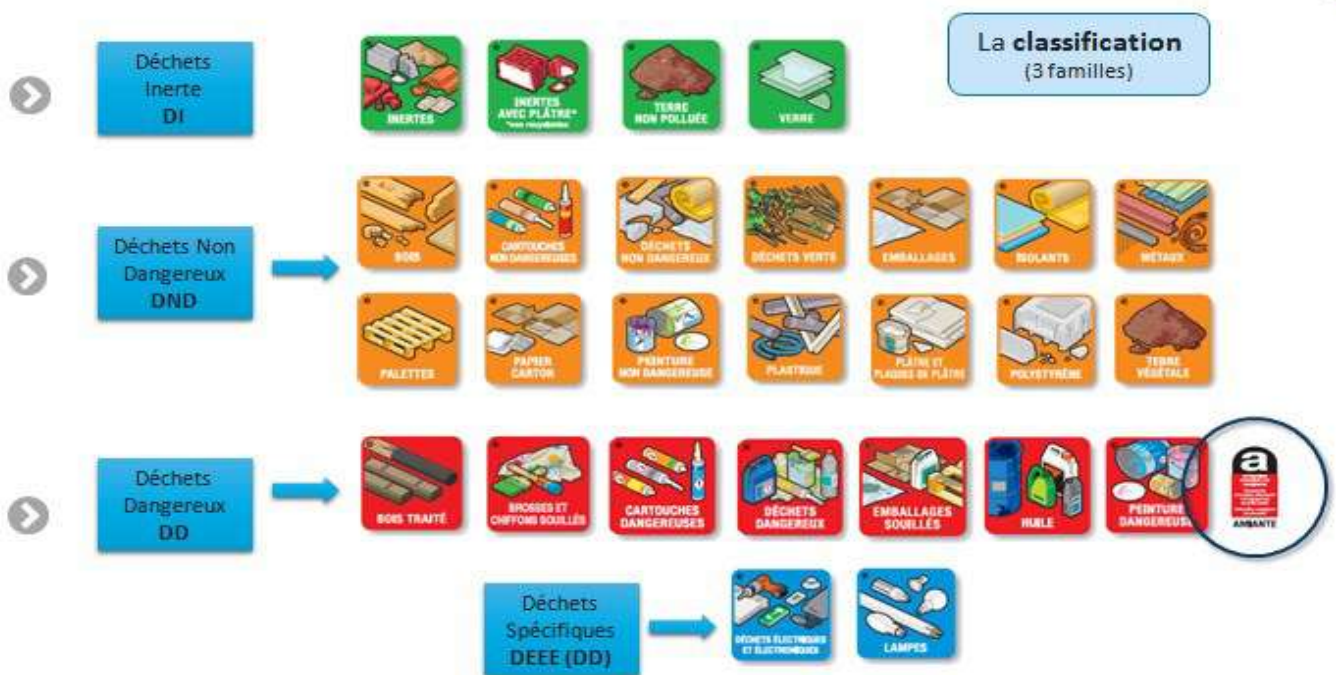 La classification
(3 familles)
Déchets
Inerte
DI
INERTES
INERTES
AVEC PLÂTRE*
*non recyclables
TERRE
NON POLLUÉE
VERRE
Déchets Non
Dangereux
DND
BOIS
CARTOUCHES
NON DANGEREUSES
DÉCHETS
NON DANGEREUX
DÉCHETS VERTS
EMBALLAGES
ISOLANTS
MÉTAUX
PALETTES
PAPIER
CARTON
PEINTURE
NON DANGEREUSE
PLASTIQUE
PLÂTRE ET
PLAQUES DE PLÂTRE
POLYSTYRÈNE
TERRE
VÉGÉTALE
Déchets
Dangereux
DD
BOIS TRAITÉ
BROSSES ET
CHIFFONS SOUILLÉS
CARTOUCHES
DANGEREUSES
DÉCHETS
DANGEREUX
EMBALLAGES
SOUILLÉS
HUILE
PEINTURE
DANGEREUSE
a
AMIANTE
Déchets
Spécifiques
DEEE (DD)
DÉCHETS ÉLECTRIQUES
ET ÉLECTRONIQUES
LAMPES